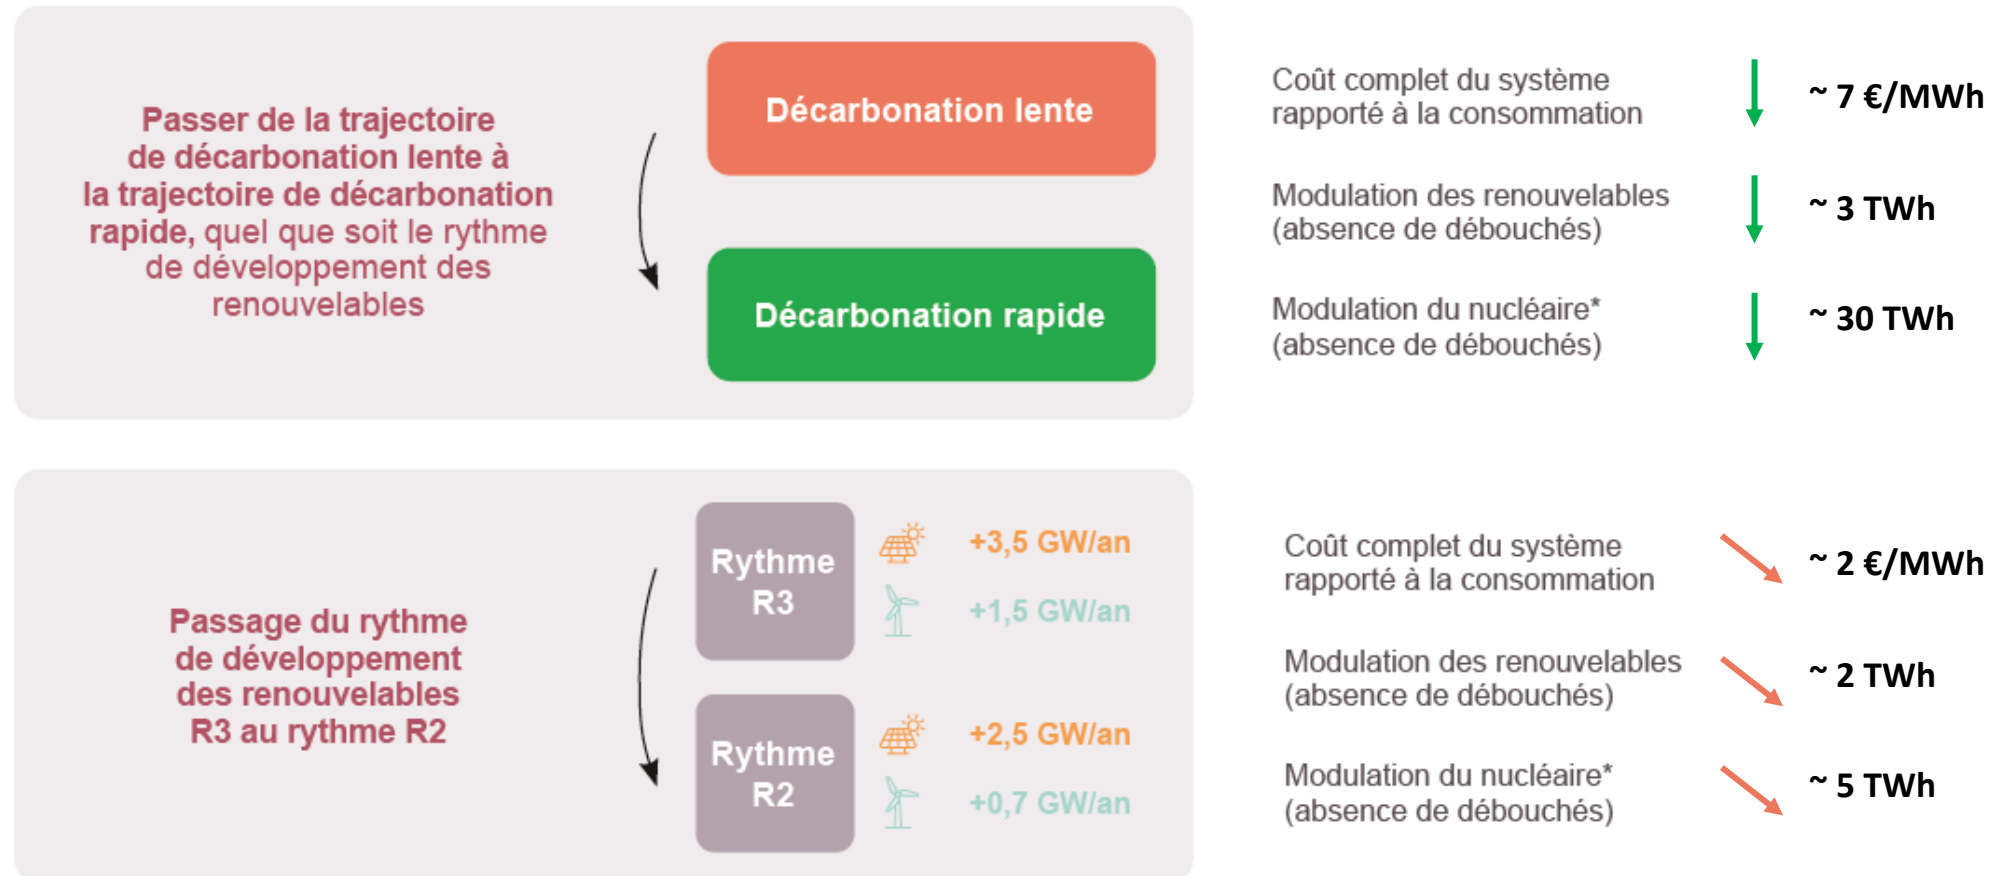 Passer de la trajectoire
de décarbonation lente à
la trajectoire de décarbonation
rapide, quel que soit le rythme
de développement des
renouvelables
Décarbonation lente
Décarbonation rapide
Coût complet du système
rapporté à la consommation
~ 7 €/MWh
Modulation des renouvelables
(absence de débouchés)
~ 3 TWh
Modulation du nucléaire*
(absence de débouchés)
~ 30 TWh
Passage du rythme
de développement
des renouvelables
R3 au rythme R2
Rythme
R3
+3,5 GW/an
+1,5 GW/an
Rythme
R2
+2,5 GW/an
+0,7 GW/an
Coût complet du système
rapporté à la consommation
~ 2 €/MWh
Modulation des renouvelables
(absence de débouchés)
~ 2 TWh
Modulation du nucléaire*
(absence de débouchés)
~ 5 TWh